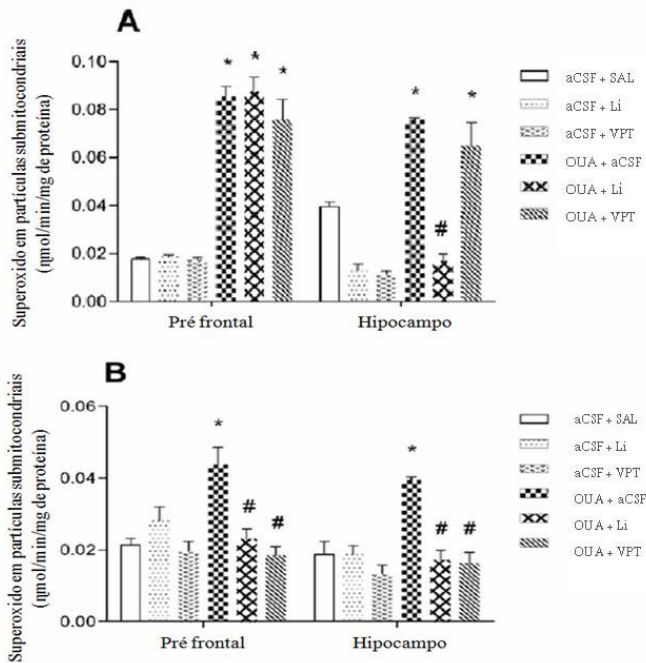 A
Superoxido em partículas submitocondriais
(ηmol/min/mg de proteína)
0.10
0.08
0.06
0.04
0.02
0.00
* * *
* # *
Pré frontal
Hipocampo
aCSF + SAL
aCSF + Li
aCSF + VPT
OUA + aCSF
OUA + Li
OUA + VPT
B
Superoxido em partículas submitocondriais
(ηmol/min/mg de proteína)
0.06
0.04
0.02
0.00
* # #
* # #
Pré frontal
Hipocampo
aCSF + SAL
aCSF + Li
aCSF + VPT
OUA + aCSF
OUA + Li
OUA + VPT